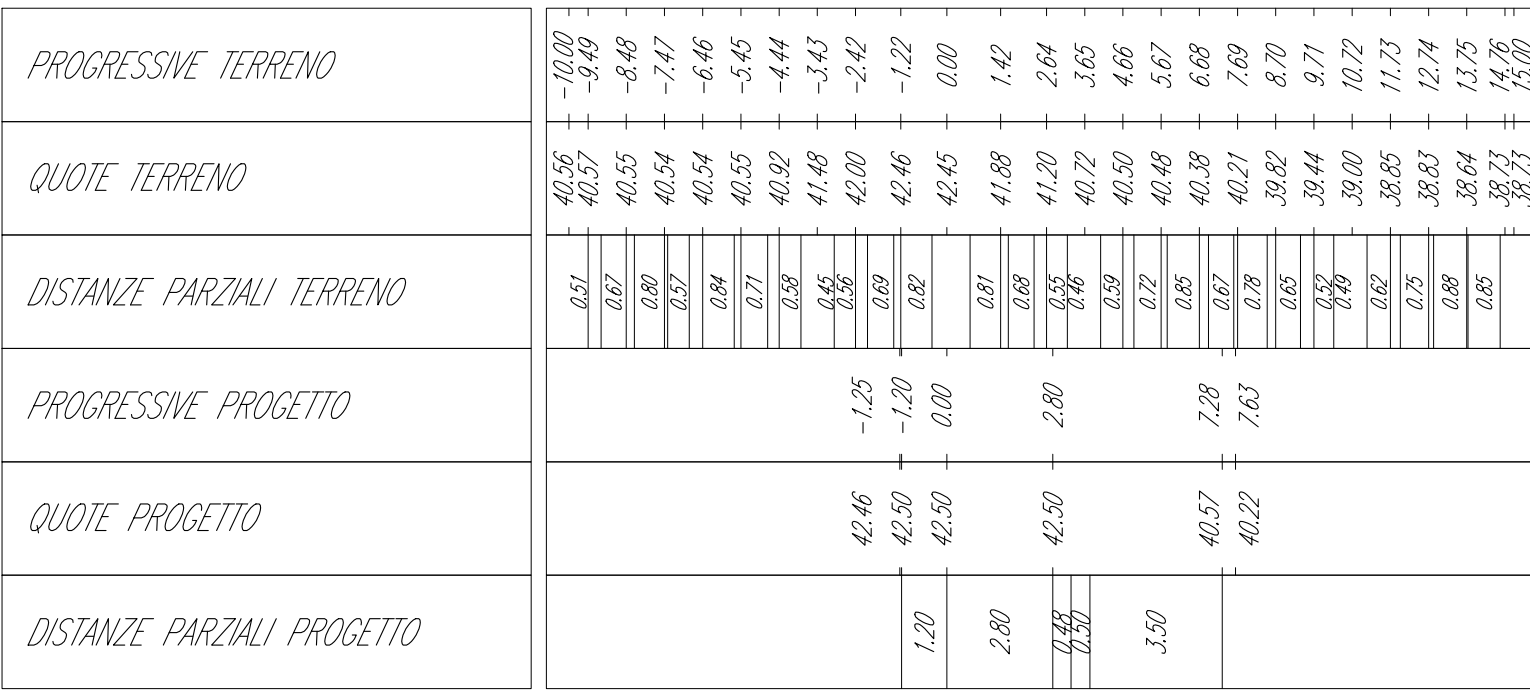 PROGRESSIVE TERRENO -10.00 -9.49 -8.48 -7.47 -6.46 -5.45 -4.44 -3.43 -2.42 -1.22 0.00 1.42 2.64 3.65 4.66 5.67 6.68 7.69 8.70 9.71 10.72 11.73 12.74 13.75 14.76 15.00
QUOTE TERRENO 40.56 40.57 40.55 40.54 40.54 40.55 40.92 41.48 42.00 42.46 42.45 41.88 41.20 40.72 40.50 40.48 40.38 40.21 39.82 39.44 39.00 38.85 38.83 38.64 38.73 38.73
DISTANZE PARZIALI TERRENO 0.51 0.67 0.80 0.57 0.84 0.71 0.58 0.45 0.56 0.69 0.82 0.81 0.68 0.55 0.46 0.59 0.72 0.85 0.67 0.78 0.65 0.52 0.49 0.62 0.75 0.88 0.85
PROGRESSIVE PROGETTO -1.25 -1.20 0.00 2.80 7.28 7.63
QUOTE PROGETTO 42.46 42.50 42.50 42.50 40.57 40.22
DISTANZE PARZIALI PROGETTO 1.20 2.80 0.48 0.50 3.50